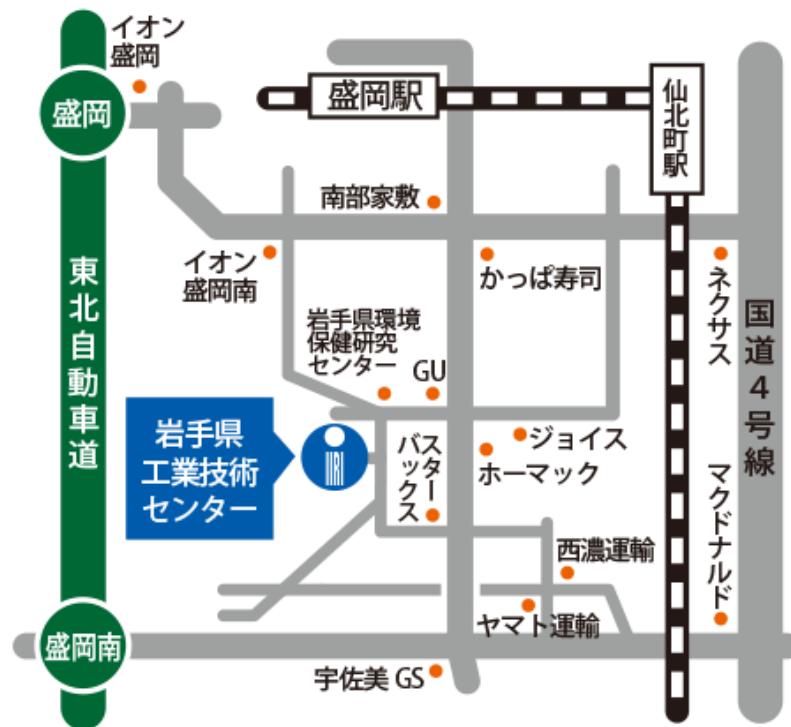 イオン
盛岡
盛岡
盛岡駅
仙北町駅
南部家敷
イオン
盛岡南
かっぱ寿司
ネクサス
東北自動車道
国道4号線
岩手県環境
保健研究
センター
GU
岩手県
工業技術
センター
IIRI
スター
バックス
ジョイス
ホーマック
マクドナルド
西濃運輸
ヤマト運輸
盛岡南
宇佐美 GS